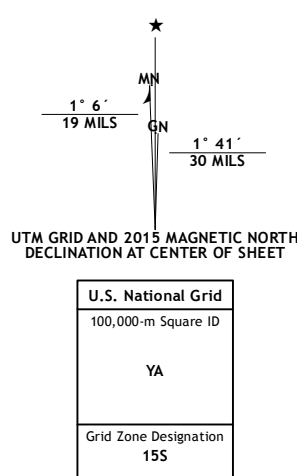 MN
1° 6´
19 MILS
GN
1° 41´
30 MILS
UTM GRID AND 2015 MAGNETIC NORTH
DECLINATION AT CENTER OF SHEET
U.S. National Grid
100,000-m Square ID
YA
Grid Zone Designation
15S